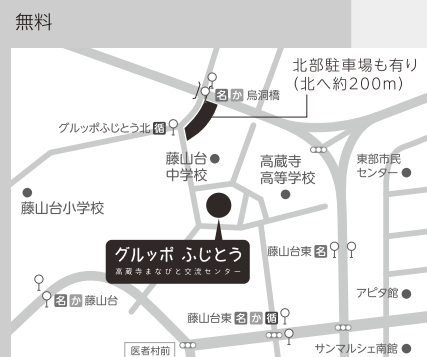 無料
北部駐車場も有り
(北へ約200m)
名 か 烏洞橋
グルッポふじとう北 循
藤山台
中学校
高蔵寺
高等学校
東部市民
センター
藤山台小学校
グルッポ ふじとう
高蔵寺まなびと交流センター
藤山台東 名
名 か 藤山台
アピタ館
藤山台東 名 か 循
医者村前
サンマルシェ南館